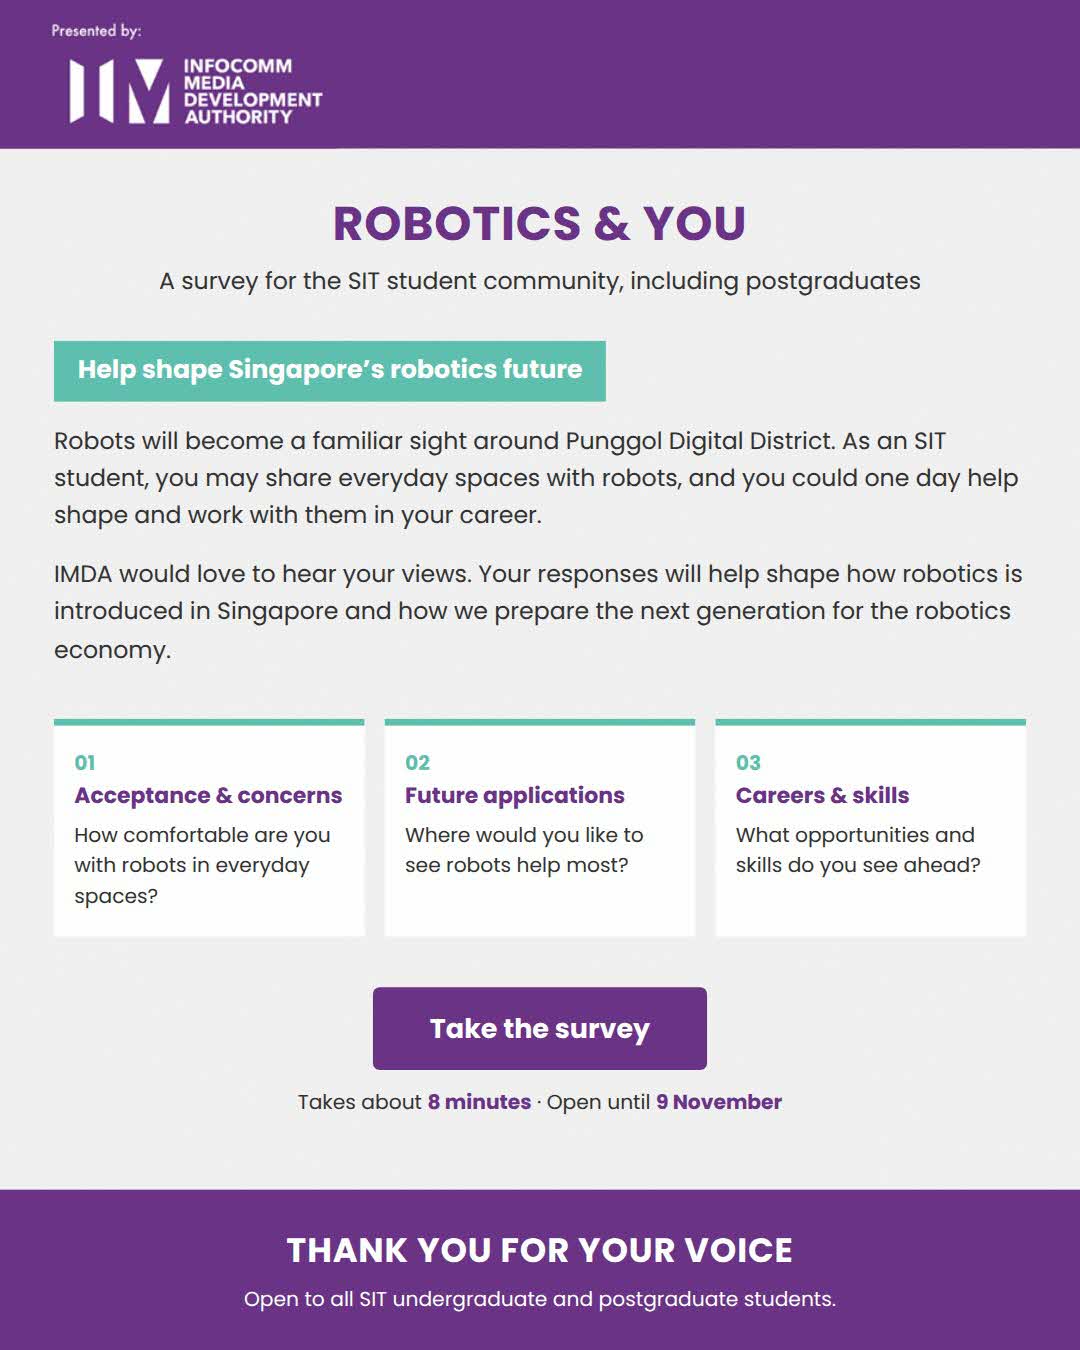 Presented by:
INFOCOMM
MEDIA
DEVELOPMENT
AUTHORITY
ROBOTICS & YOU
A survey for the SIT student community, including postgraduates
Help shape Singapore’s robotics future
Robots will become a familiar sight around Punggol Digital District. As an SIT
student, you may share everyday spaces with robots, and you could one day help
shape and work with them in your career.
IMDA would love to hear your views. Your responses will help shape how robotics is
introduced in Singapore and how we prepare the next generation for the robotics
economy.
01
Acceptance & concerns
How comfortable are you
with robots in everyday
spaces?
02
Future applications
Where would you like to
see robots help most?
03
Careers & skills
What opportunities and
skills do you see ahead?
Take the survey
Takes about 8 minutes · Open until 9 November
THANK YOU FOR YOUR VOICE
Open to all SIT undergraduate and postgraduate students.